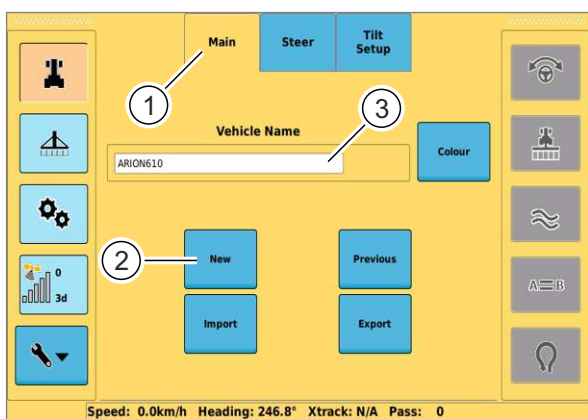 Main
Steer
Tilt
Setup
1
3
Vehicle Name
ARION610
Colour
2
New
Previous
0
3d
A=B
Import
Export
Speed: 0.0km/h Heading: 246.8° Xtrack: N/A Pass: 0